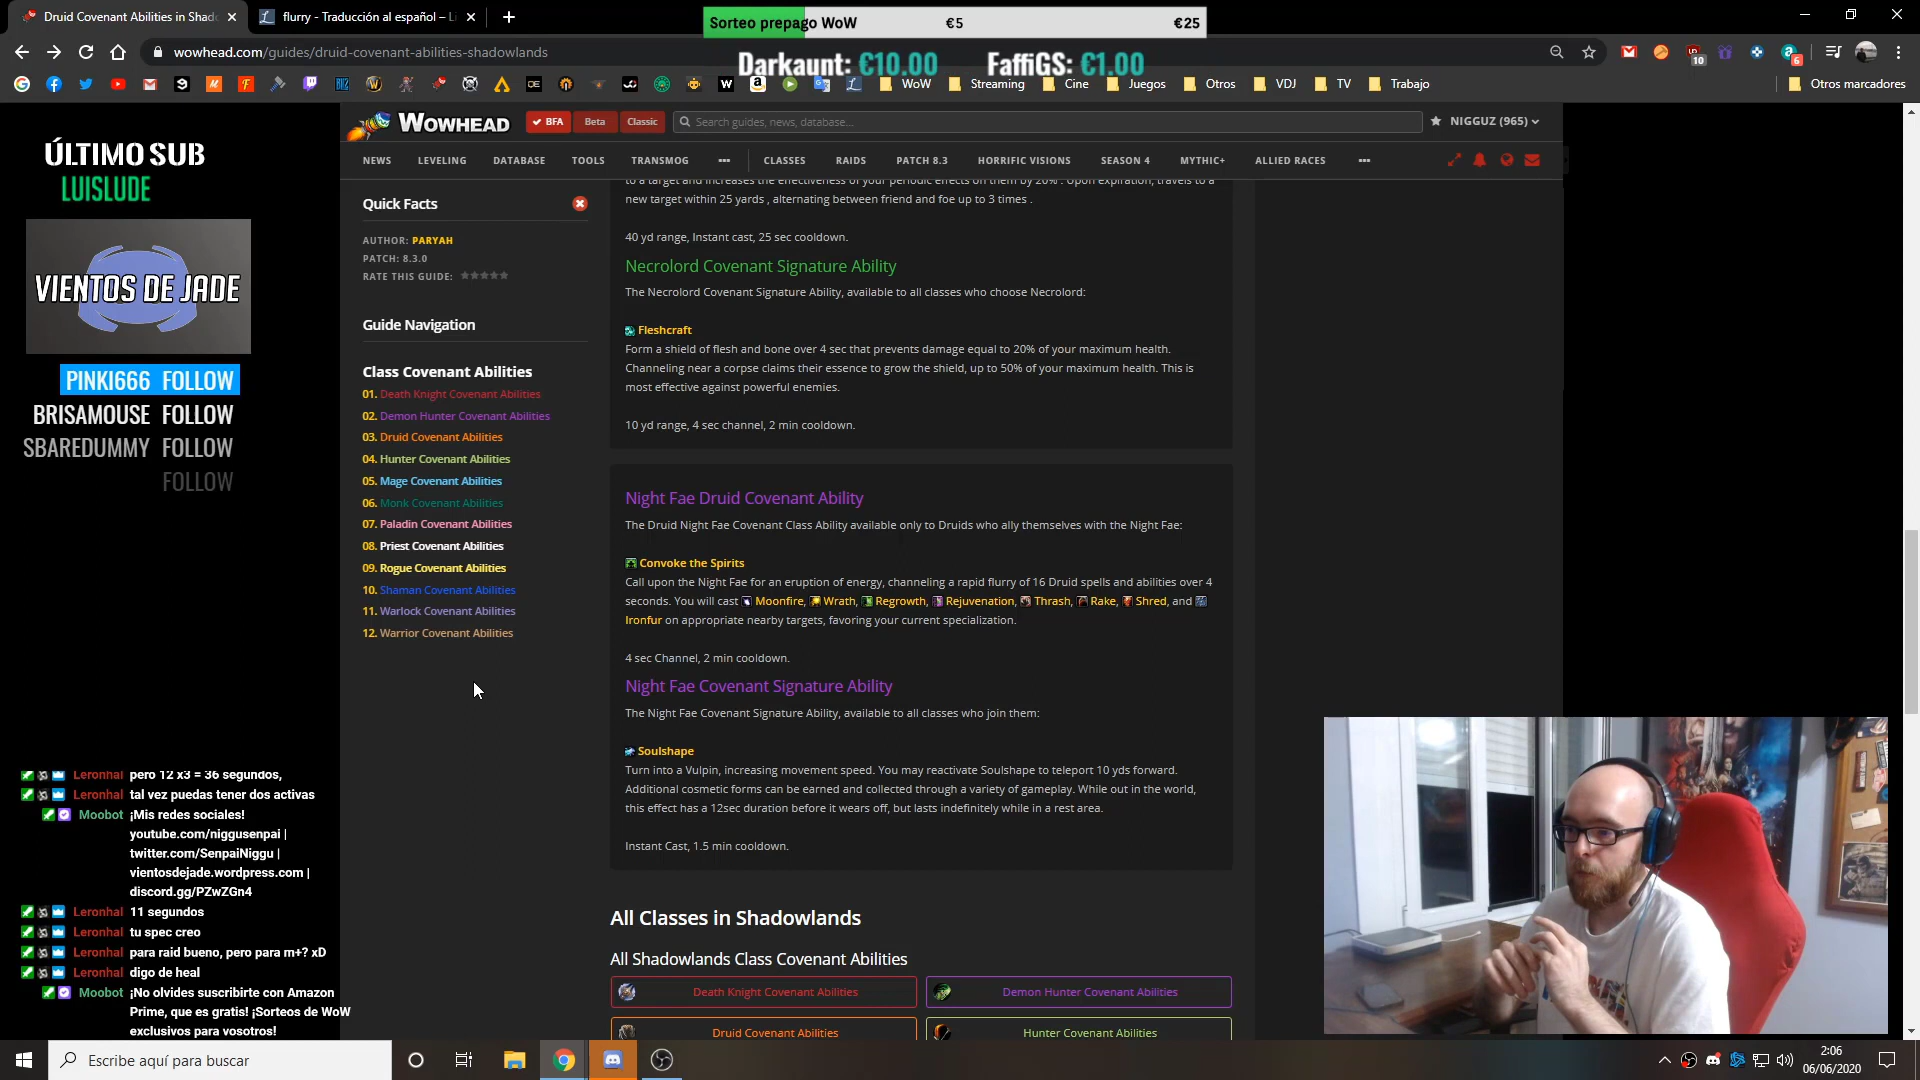 Druid Covenant Abilities in Shad
flurry - Traducción al español – Li
Sorteo prepago WoW €5 €25
wowhead.com/guides/druid-covenant-abilities-shadowlands
Darkaunt: €10.00 FaffiGS: €1.00
WoW Streaming Cine Juegos Otros VDJ TV Trabajo Otros marcadores
ÚLTIMO SUB
LUISLUDE
VIENTOS DE JADE
PINKI666 FOLLOW
BRISAMOUSE FOLLOW
SBAREDUMMY FOLLOW
FOLLOW
WOWHEAD BFA Beta Classic Search guides, news, database... NIGGUZ (965)
NEWS LEVELING DATABASE TOOLS TRANSMOG ... CLASSES RAIDS PATCH 8.3 HORRIFIC VISIONS SEASON 4 MYTHIC+ ALLIED RACES ...
Quick Facts
AUTHOR: PARYAH
PATCH: 8.3.0
RATE THIS GUIDE:
Guide Navigation
Class Covenant Abilities
01. Death Knight Covenant Abilities
02. Demon Hunter Covenant Abilities
03. Druid Covenant Abilities
04. Hunter Covenant Abilities
05. Mage Covenant Abilities
06. Monk Covenant Abilities
07. Paladin Covenant Abilities
08. Priest Covenant Abilities
09. Rogue Covenant Abilities
10. Shaman Covenant Abilities
11. Warlock Covenant Abilities
12. Warrior Covenant Abilities
to a target and increases the effectiveness of your periodic effects on them by 20% . Upon expiration, travels to a
new target within 25 yards , alternating between friend and foe up to 3 times .
40 yd range, Instant cast, 25 sec cooldown.
Necrolord Covenant Signature Ability
The Necrolord Covenant Signature Ability, available to all classes who choose Necrolord:
Fleshcraft
Form a shield of flesh and bone over 4 sec that prevents damage equal to 20% of your maximum health.
Channeling near a corpse claims their essence to grow the shield, up to 50% of your maximum health. This is
most effective against powerful enemies.
10 yd range, 4 sec channel, 2 min cooldown.
Night Fae Druid Covenant Ability
The Druid Night Fae Covenant Class Ability available only to Druids who ally themselves with the Night Fae:
Convoke the Spirits
Call upon the Night Fae for an eruption of energy, channeling a rapid flurry of 16 Druid spells and abilities over 4
seconds. You will cast Moonfire, Wrath, Regrowth, Rejuvenation, Thrash, Rake, Shred, and
Ironfur on appropriate nearby targets, favoring your current specialization.
4 sec Channel, 2 min cooldown.
Night Fae Covenant Signature Ability
The Night Fae Covenant Signature Ability, available to all classes who join them:
Soulshape
Turn into a Vulpin, increasing movement speed. You may reactivate Soulshape to teleport 10 yds forward.
Additional cosmetic forms can be earned and collected through a variety of gameplay. While out in the world,
this effect has a 12sec duration before it wears off, but lasts indefinitely while in a rest area.
Instant Cast, 1.5 min cooldown.
All Classes in Shadowlands
All Shadowlands Class Covenant Abilities
Death Knight Covenant Abilities Demon Hunter Covenant Abilities
Druid Covenant Abilities Hunter Covenant Abilities
Leronhal pero 12 x3 = 36 segundos,
Leronhal tal vez puedas tener dos activas
Moobot ¡Mis redes sociales!
youtube.com/niggusenpai |
twitter.com/SenpaiNiggu |
vientosdejade.wordpress.com |
discord.gg/PZwZGn4
Leronhal 11 segundos
Leronhal tu spec creo
Leronhal para raid bueno, pero para m+? xD
Leronhal digo de heal
Moobot ¡No olvides suscribirte con Amazon
Prime, que es gratis! ¡Sorteos de WoW
exclusivos para vosotros!
Escribe aquí para buscar
2:06
06/06/2020